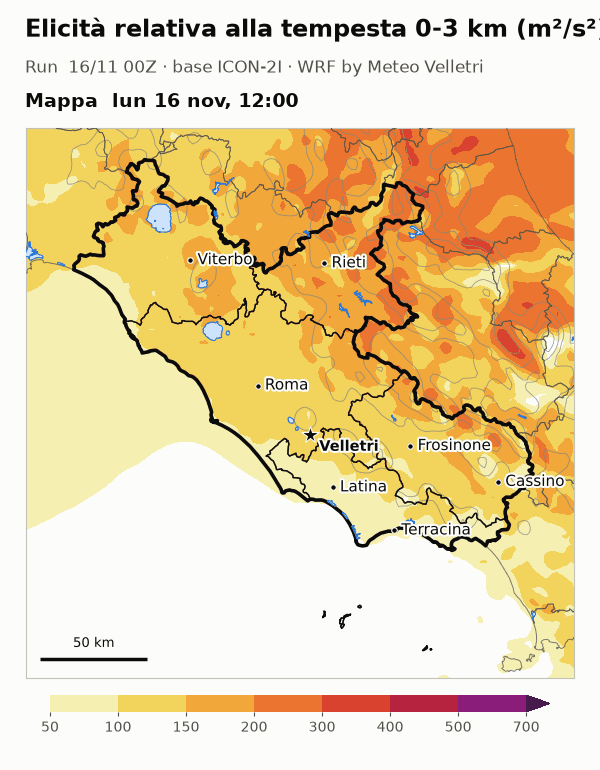 Elicità relativa alla tempesta 0-3 km (m²/s²)
Run 16/11 00Z · base ICON-2I · WRF by Meteo Velletri
Mappa lun 16 nov, 12:00
Viterbo
Rieti
Roma
Velletri
Frosinone
Latina
Cassino
Terracina
50 km
50 100 150 200 300 400 500 700